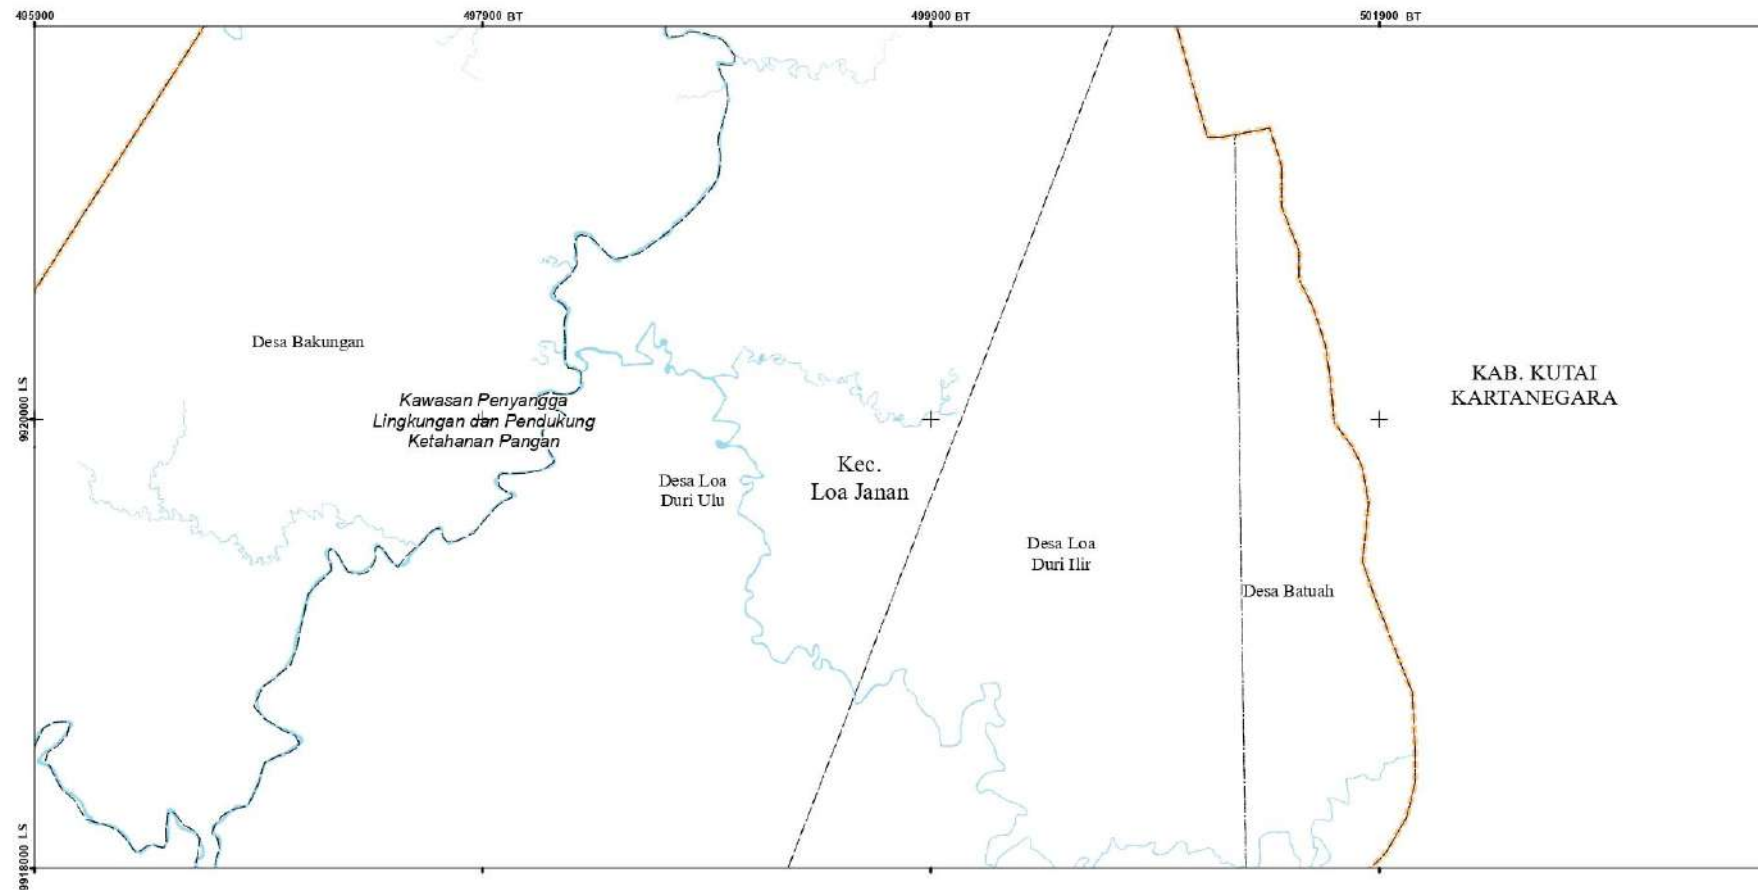 495900
497900 BT
499900 BT
501900 BT
Desa Bakungan
Kawasan Penyangga
Lingkungan dan Pendukung
Ketahanan Pangan
KAB. KUTAI
KARTANEGARA
9920000 LS
Kec.
Loa Janan
Desa Loa
Duri Ulu
Desa Loa
Duri Ilir
Desa Batuah
9918000 LS